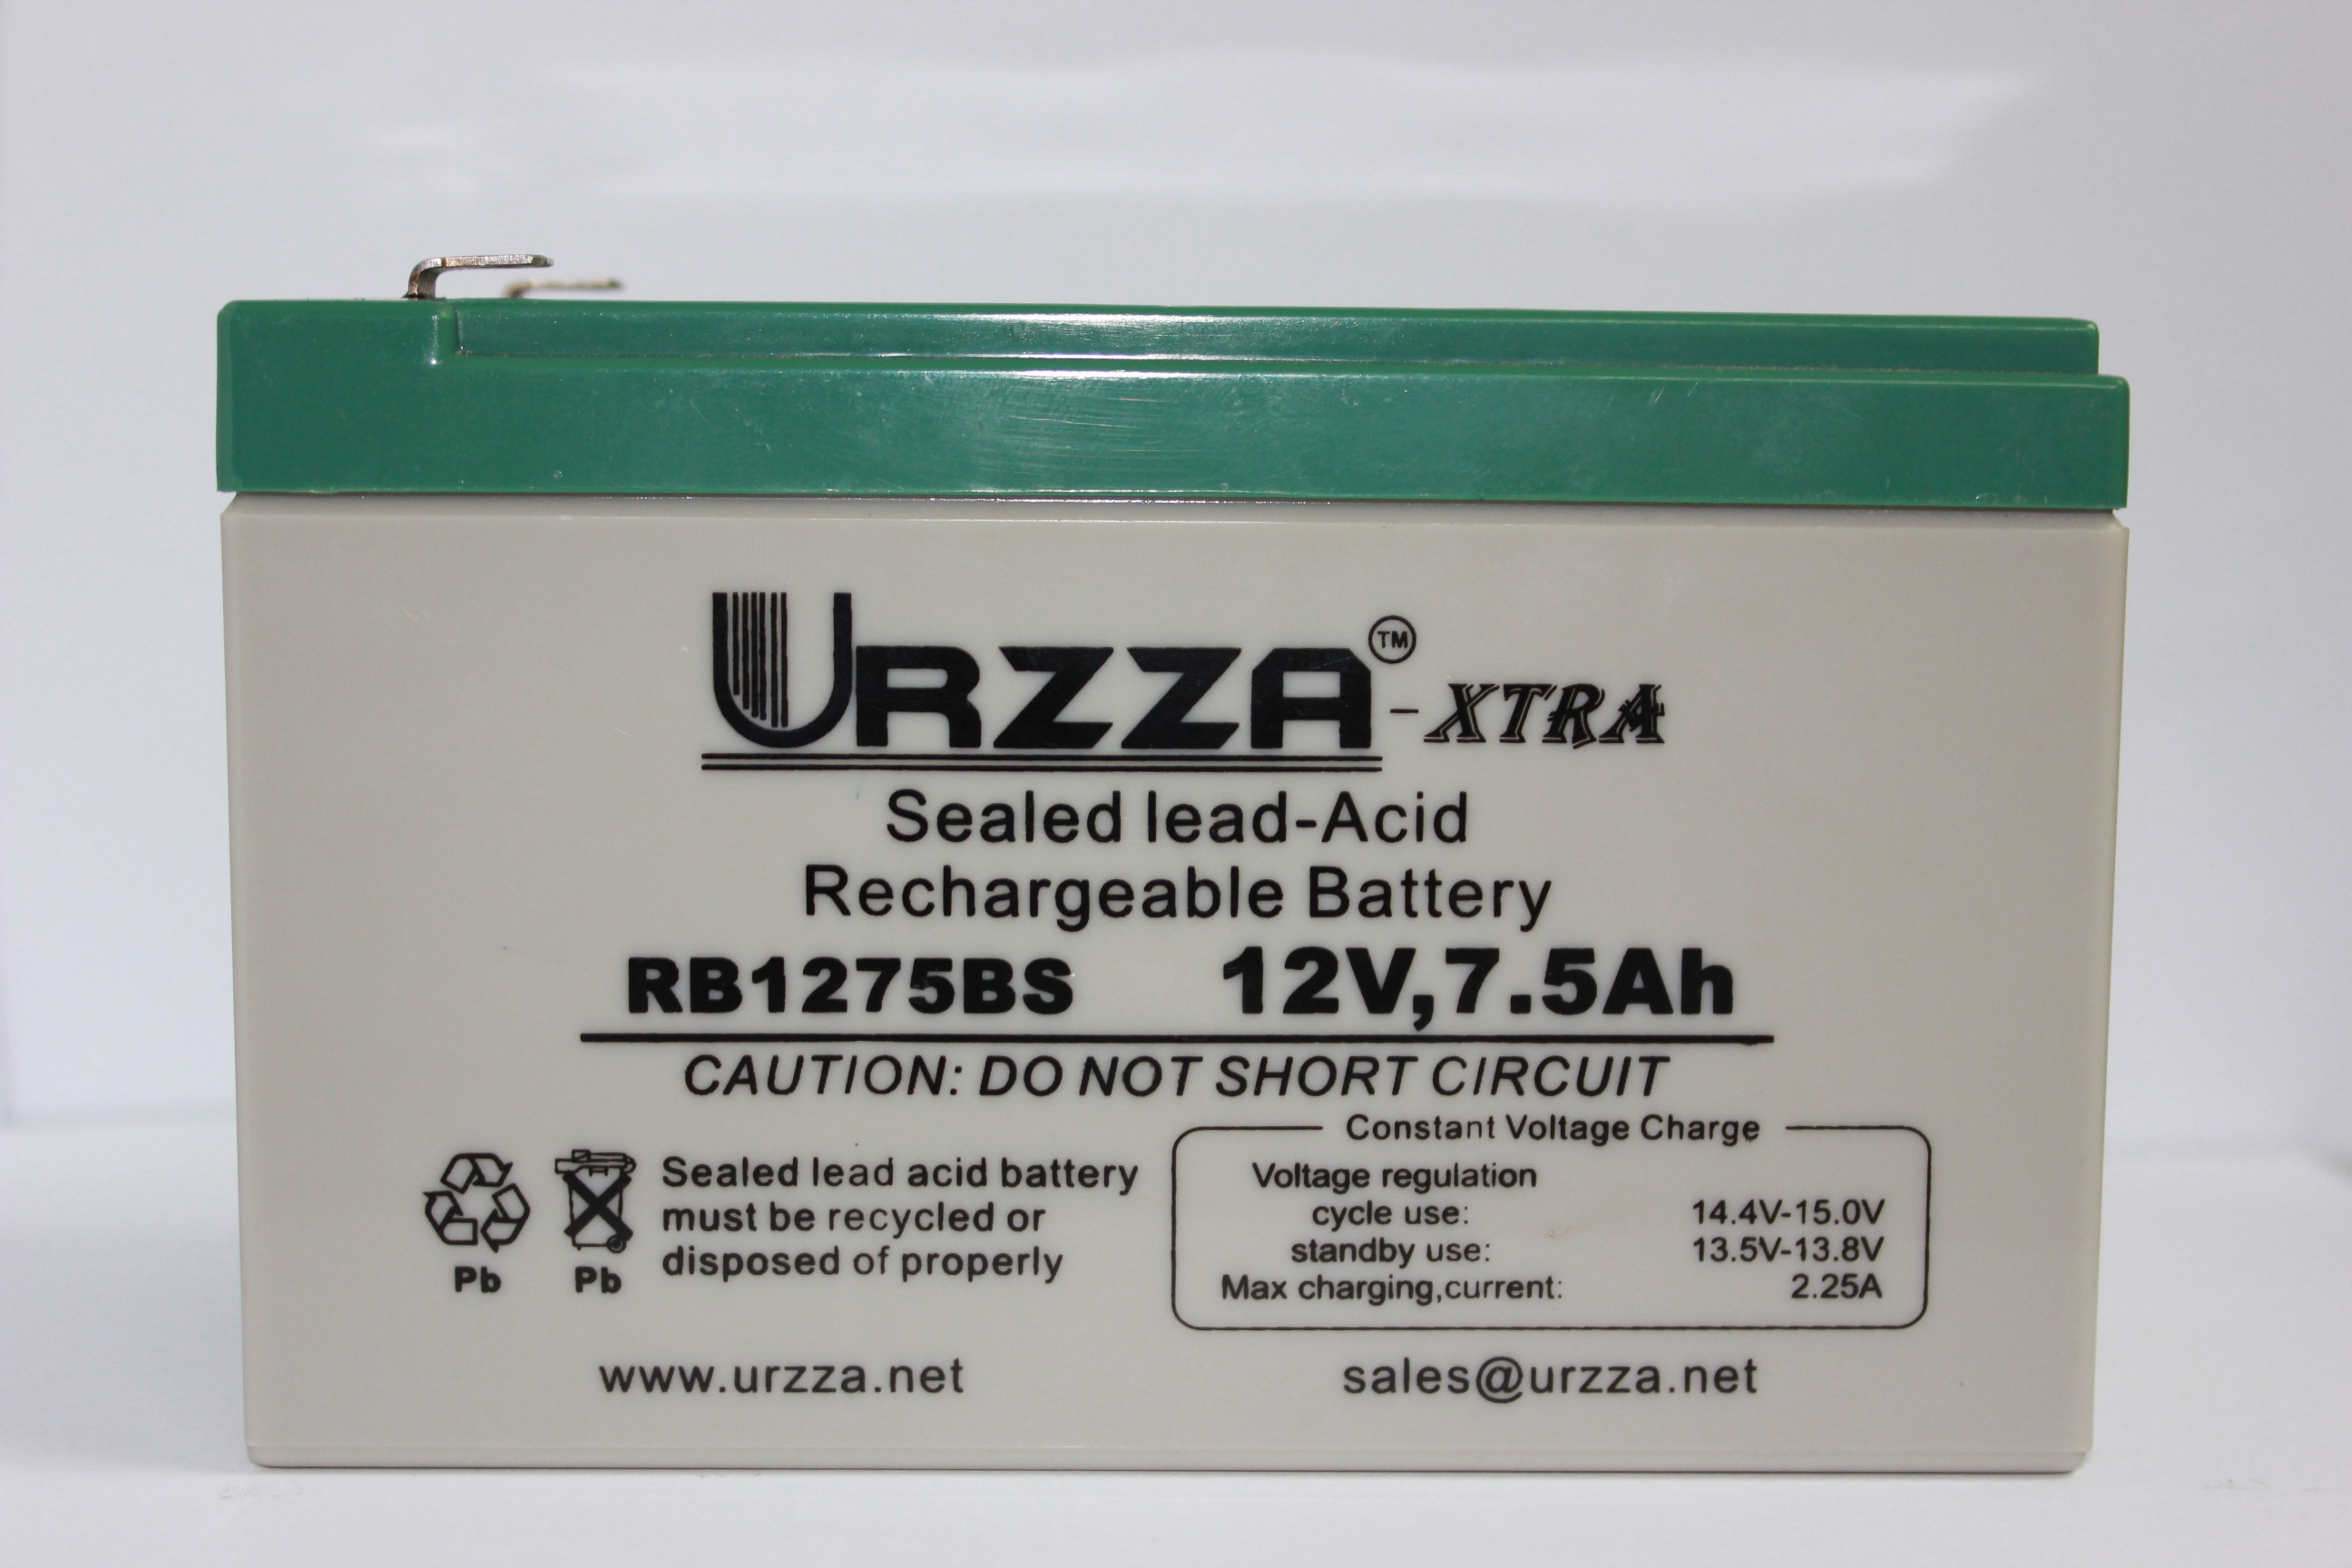 URZZA™-XTRA
Sealed lead-Acid
Rechargeable Battery
RB1275BS 12V,7.5Ah
CAUTION: DO NOT SHORT CIRCUIT
Sealed lead acid battery
must be recycled or
disposed of properly
Pb Pb
Constant Voltage Charge
Voltage regulation
cycle use: 14.4V-15.0V
standby use: 13.5V-13.8V
Max charging,current: 2.25A
www.urzza.net sales@urzza.net